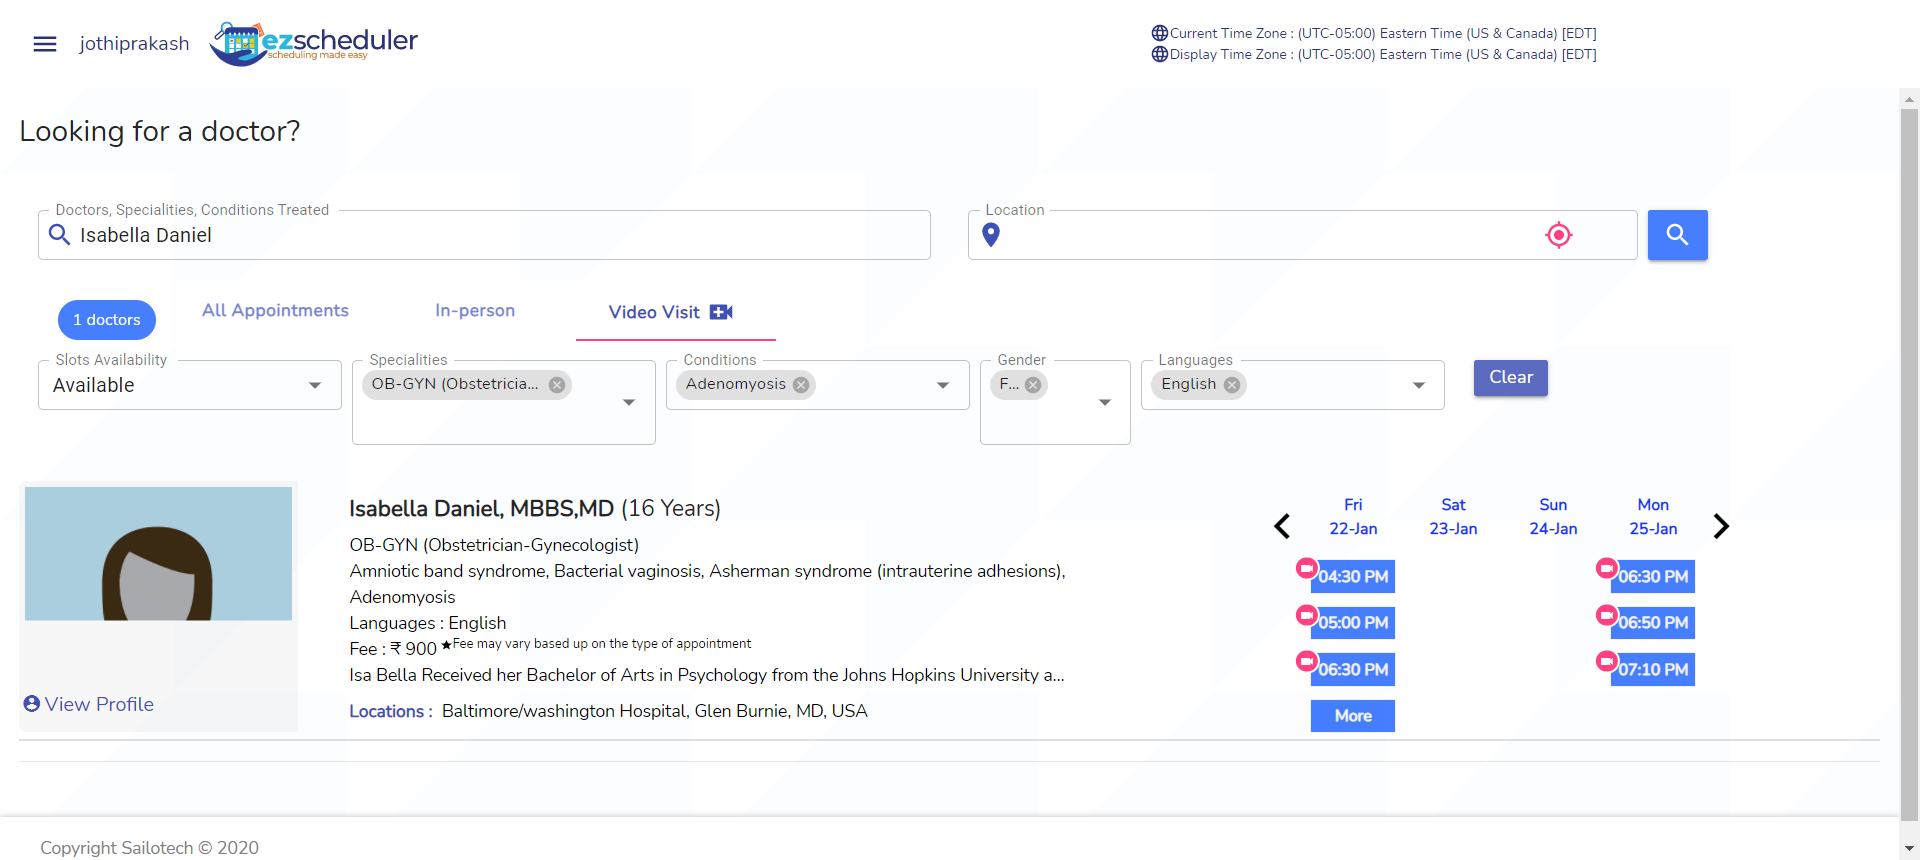 jothiprakash
ezscheduler
scheduling made easy
Current Time Zone : (UTC-05:00) Eastern Time (US & Canada) [EDT]
Display Time Zone : (UTC-05:00) Eastern Time (US & Canada) [EDT]
Looking for a doctor?
Doctors, Specialities, Conditions Treated
Isabella Daniel
Location
1 doctors
All Appointments
In-person
Video Visit
Slots Availability
Available
Specialities
OB-GYN (Obstetricia...
Conditions
Adenomyosis
Gender
F...
Languages
English
Clear
Isabella Daniel, MBBS,MD (16 Years)
OB-GYN (Obstetrician-Gynecologist)
Amniotic band syndrome, Bacterial vaginosis, Asherman syndrome (intrauterine adhesions),
Adenomyosis
Languages : English
Fee : ₹ 900 ★Fee may vary based up on the type of appointment
Isa Bella Received her Bachelor of Arts in Psychology from the Johns Hopkins University a...
Locations : Baltimore/washington Hospital, Glen Burnie, MD, USA
View Profile
Fri Sat Sun Mon
22-Jan 23-Jan 24-Jan 25-Jan
04:30 PM 06:30 PM
05:00 PM 06:50 PM
06:30 PM 07:10 PM
More
Copyright Sailotech © 2020